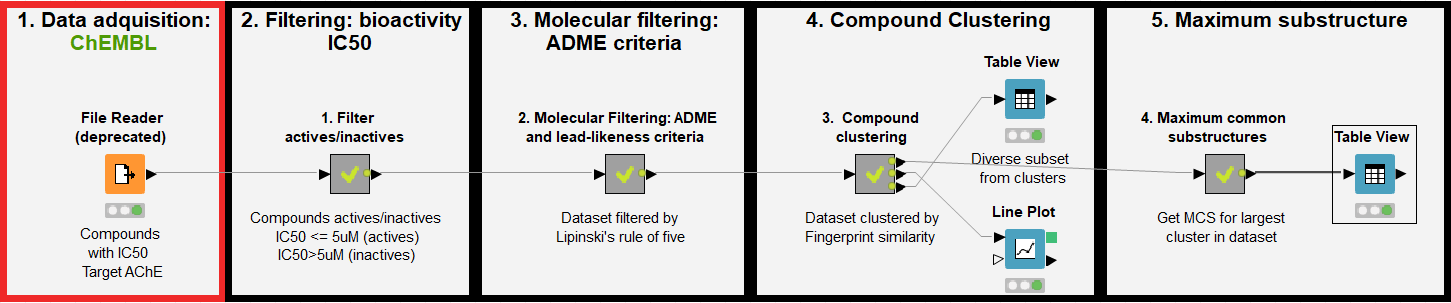 1. Data adquisition:
ChEMBL
File Reader
(deprecated)
Compounds
with IC50
Target AChE
2. Filtering: bioactivity
IC50
1. Filter
actives/inactives
Compounds actives/inactives
IC50 <= 5uM (actives)
IC50>5uM (inactives)
3. Molecular filtering:
ADME criteria
2. Molecular Filtering: ADME
and lead-likeness criteria
Dataset filtered by
Lipinski's rule of five
4. Compound Clustering
3. Compound
clustering
Dataset clustered by
Fingerprint similarity
Table View
Diverse subset
from clusters
Line Plot
5. Maximum substructure
4. Maximum common
substructures
Get MCS for largest
cluster in dataset
Table View